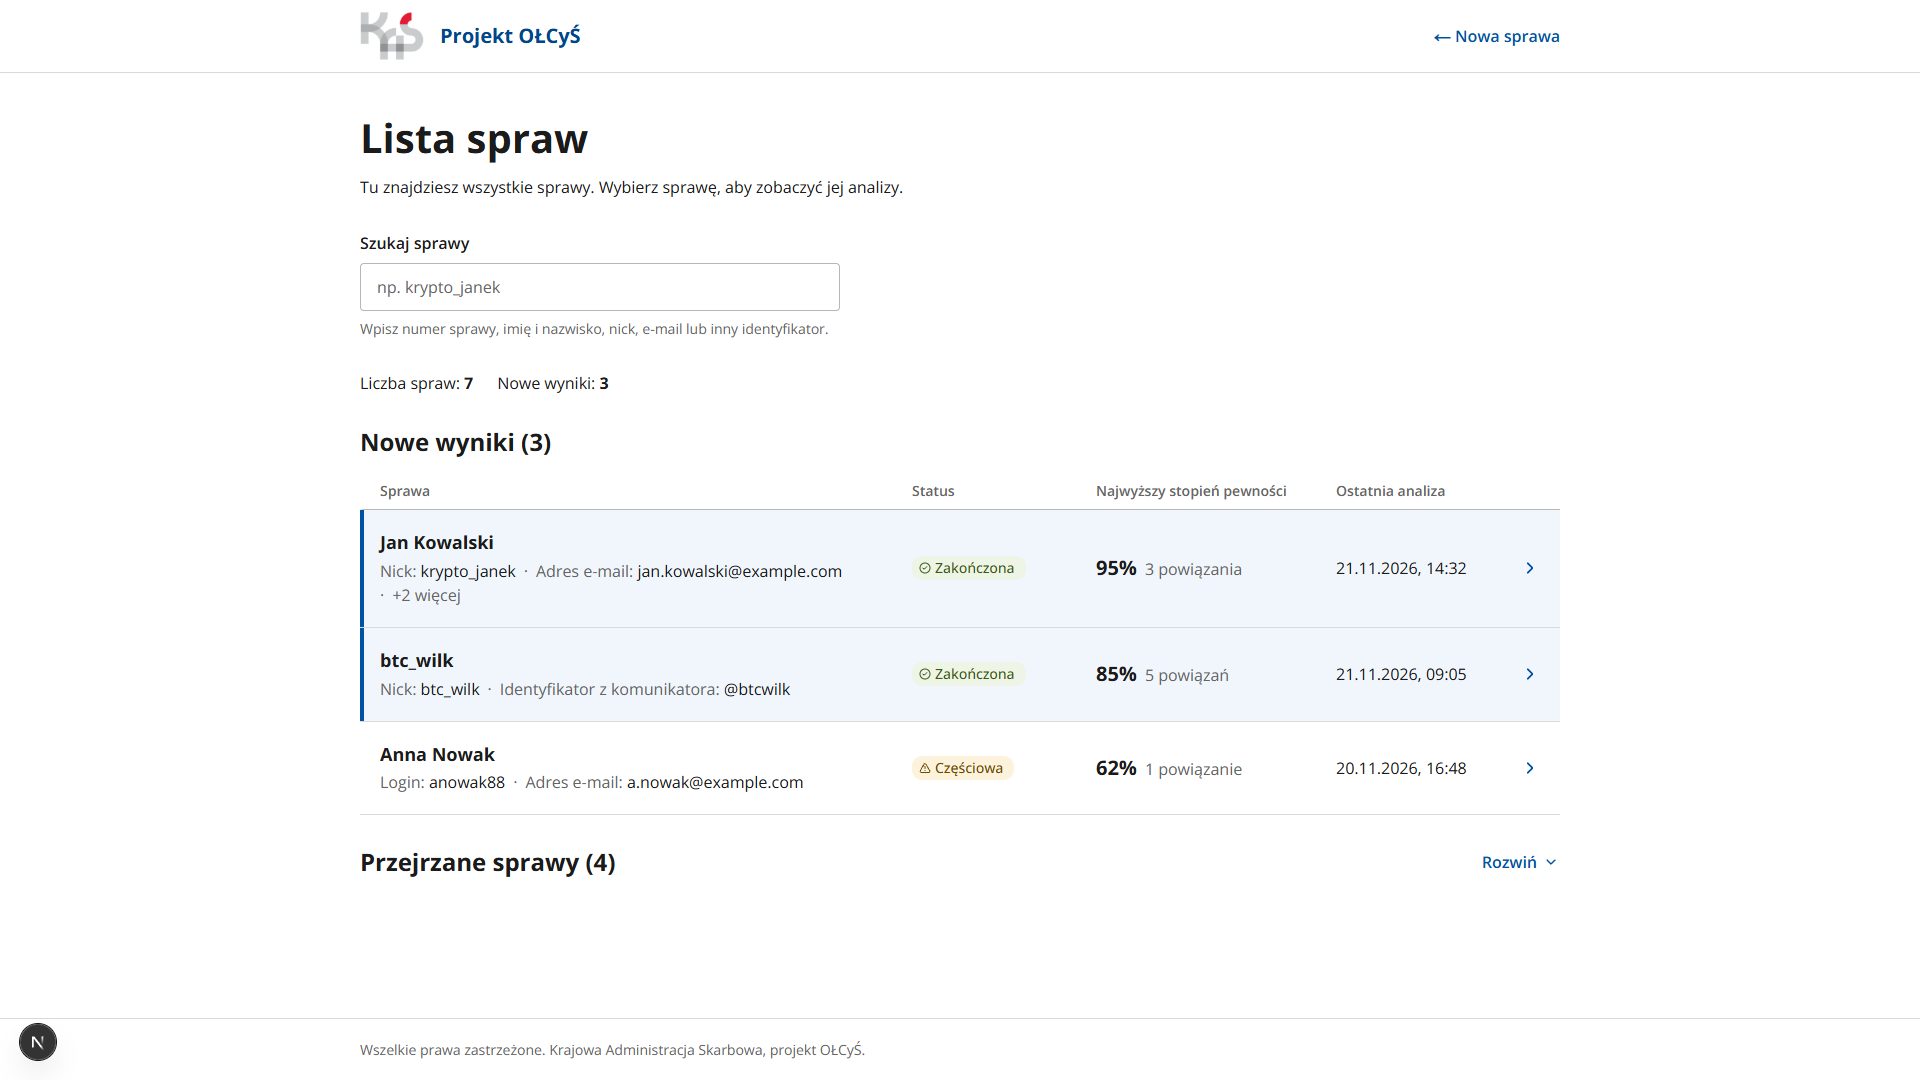 KAS
Projekt OŁCyŚ
← Nowa sprawa
Lista spraw
Tu znajdziesz wszystkie sprawy. Wybierz sprawę, aby zobaczyć jej analizy.
Szukaj sprawy
np. krypto_janek
Wpisz numer sprawy, imię i nazwisko, nick, e-mail lub inny identyfikator.
Liczba spraw: 7 Nowe wyniki: 3
Nowe wyniki (3)
Sprawa Status Najwyższy stopień pewności Ostatnia analiza
Jan Kowalski
Nick: krypto_janek · Adres e-mail: jan.kowalski@example.com
· +2 więcej
Zakończona 95% 3 powiązania 21.11.2026, 14:32
btc_wilk
Nick: btc_wilk · Identyfikator z komunikatora: @btcwilk
Zakończona 85% 5 powiązań 21.11.2026, 09:05
Anna Nowak
Login: anowak88 · Adres e-mail: a.nowak@example.com
Częściowa 62% 1 powiązanie 20.11.2026, 16:48
Przejrzane sprawy (4) Rozwiń
N
Wszelkie prawa zastrzeżone. Krajowa Administracja Skarbowa, projekt OŁCyŚ.